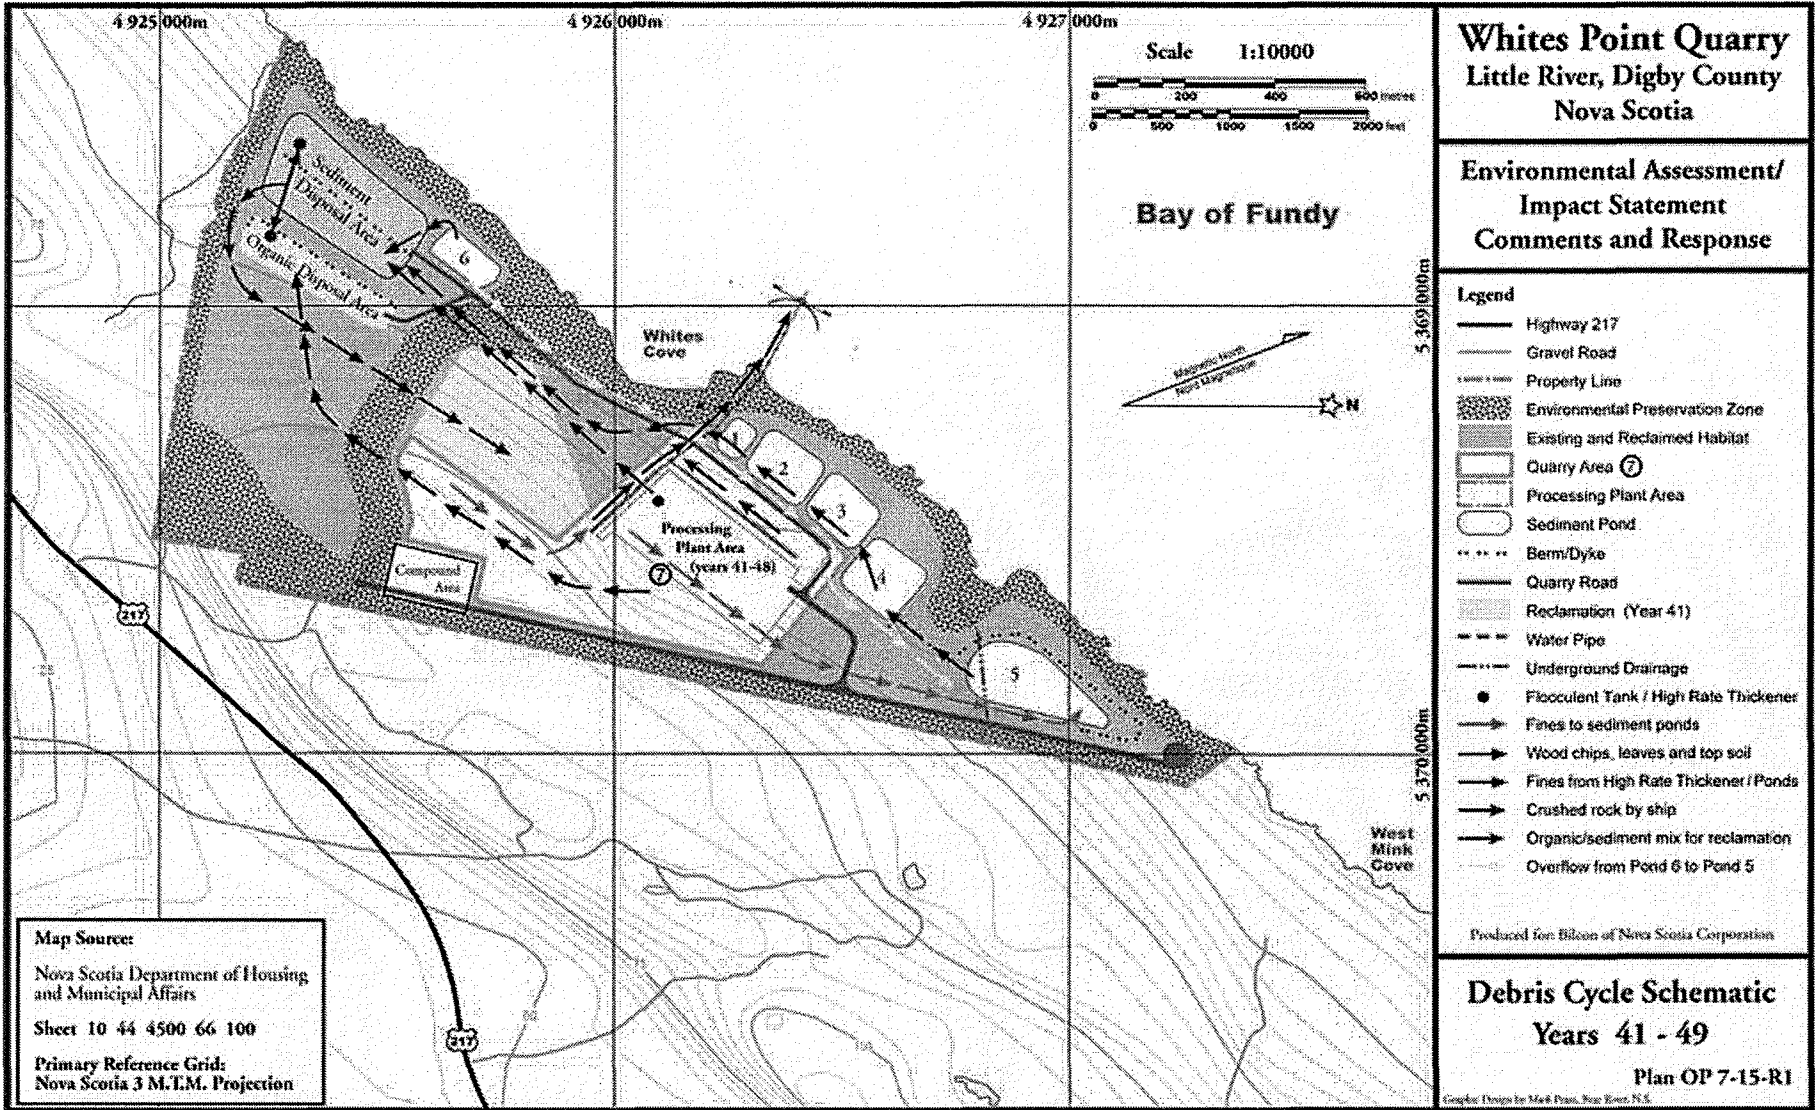 4 925 000m
4 926 000m
4 927 000m
Scale 1:10000
0 200 400 600 metres
0 500 1000 1500 2000 feet
Bay of Fundy
5 369 000m
Magnetic North
Nord Magnetique
N
Sediment
Disposal Area
Organic Disposal Area
6
Whites
Cove
1
2
3
4
5
Processing
Plant Area
(years 41-48)
7
Compound
Area
217
5 370 000m
West
Mink
Cove
217
Map Source:
Nova Scotia Department of Housing
and Municipal Affairs
Sheet 10 44 4500 66 100
Primary Reference Grid:
Nova Scotia 3 M.T.M. Projection
Whites Point Quarry
Little River, Digby County
Nova Scotia
Environmental Assessment/
Impact Statement
Comments and Response
Legend
Highway 217
Gravel Road
Property Line
Environmental Preservation Zone
Existing and Reclaimed Habitat
Quarry Area 7
Processing Plant Area
Sediment Pond
Berm/Dyke
Quarry Road
Reclamation (Year 41)
Water Pipe
Underground Drainage
Flocculent Tank / High Rate Thickener
Fines to sediment ponds
Wood chips, leaves and top soil
Fines from High Rate Thickener/Ponds
Crushed rock by ship
Organic/sediment mix for reclamation
Overflow from Pond 6 to Pond 5
Produced for: Bilcon of Nova Scotia Corporation
Debris Cycle Schematic
Years 41 - 49
Plan OP 7-15-R1